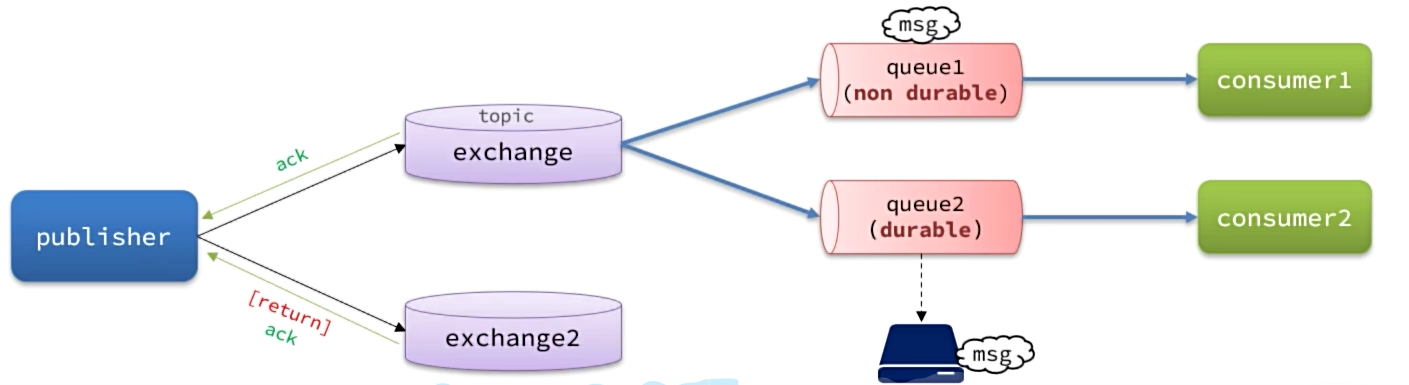 msg
queue1
(non durable)
consumer1
topic
exchange
ack
publisher
queue2
(durable)
consumer2
[return]
ack
exchange2
msg